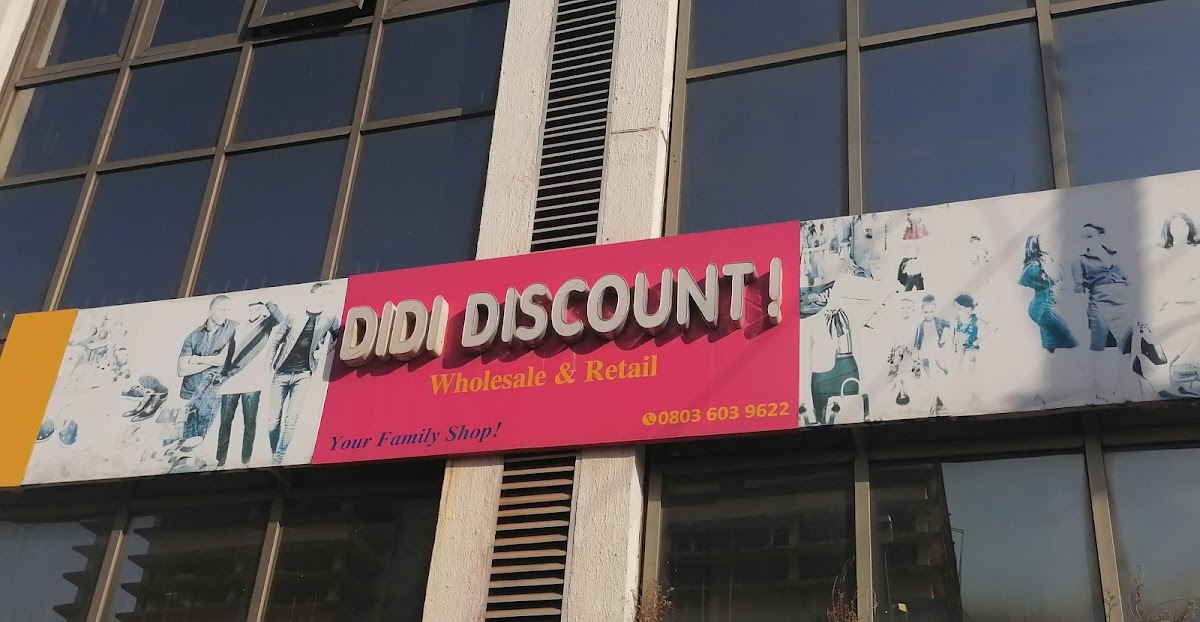 DIDI DISCOUNT!
Wholesale & Retail
0803 603 9622
Your Family Shop!